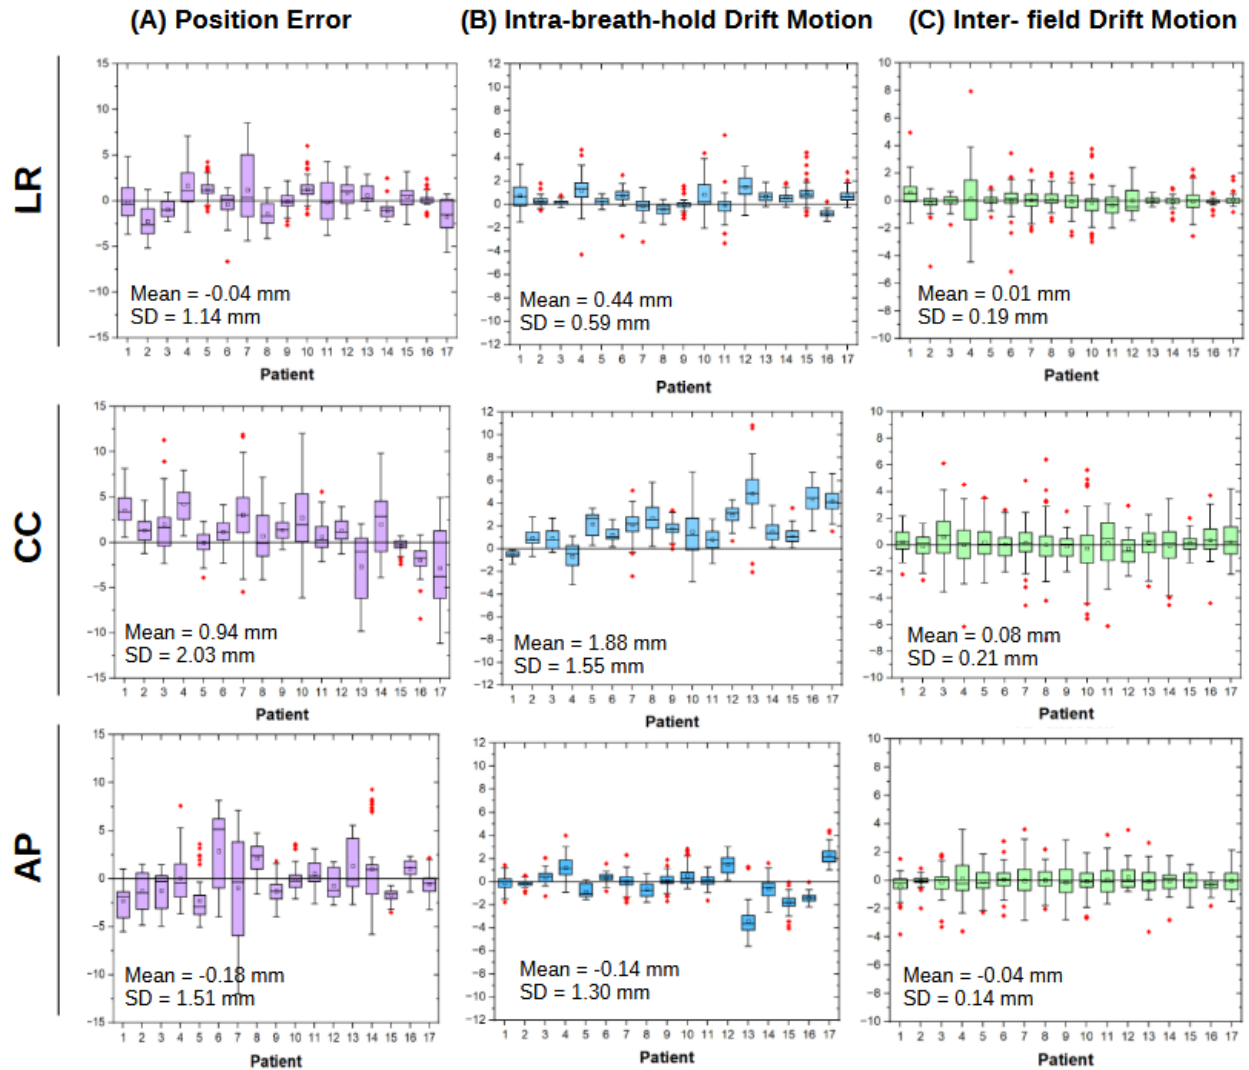 (A) Position Error (B) Intra-breath-hold Drift Motion (C) Inter- field Drift Motion
LR
15
10
5
0
−5
−10
−15
Mean = -0.04 mm
SD = 1.14 mm
1 2 3 4 5 6 7 8 9 10 11 12 13 14 15 16 17
Patient
12
10
8
6
4
2
0
−2
−4
−6
−8
−10
−12
Mean = 0.44 mm
SD = 0.59 mm
1 2 3 4 5 6 7 8 9 10 11 12 13 14 15 16 17
Patient
10
8
6
4
2
0
−2
−4
−6
−8
−10
Mean = 0.01 mm
SD = 0.19 mm
1 2 3 4 5 6 7 8 9 10 11 12 13 14 15 16 17
Patient
CC
15
10
5
0
−5
−10
−15
Mean = 0.94 mm
SD = 2.03 mm
1 2 3 4 5 6 7 8 9 10 11 12 13 14 15 16 17
Patient
12
10
8
6
4
2
0
−2
−4
−6
−8
−10
−12
Mean = 1.88 mm
SD = 1.55 mm
1 2 3 4 5 6 7 8 9 10 11 12 13 14 15 16 17
Patient
10
8
6
4
2
0
−2
−4
−6
−8
−10
Mean = 0.08 mm
SD = 0.21 mm
1 2 3 4 5 6 7 8 9 10 11 12 13 14 15 16 17
Patient
AP
15
10
5
0
−5
−10
−15
Mean = -0.18 mm
SD = 1.51 mm
1 2 3 4 5 6 7 8 9 10 11 12 13 14 15 16 17
Patient
12
10
8
6
4
2
0
−2
−4
−6
−8
−10
−12
Mean = -0.14 mm
SD = 1.30 mm
1 2 3 4 5 6 7 8 9 10 11 12 13 14 15 16 17
Patient
10
8
6
4
2
0
−2
−4
−6
−8
−10
Mean = -0.04 mm
SD = 0.14 mm
1 2 3 4 5 6 7 8 9 10 11 12 13 14 15 16 17
Patient